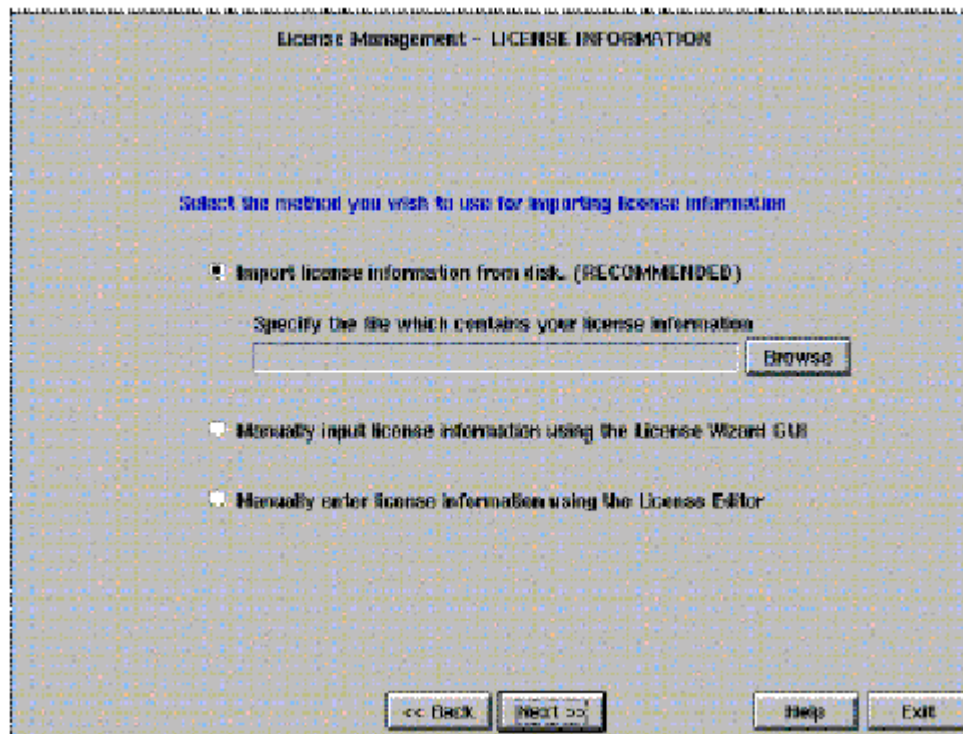 License Management - LICENSE INFORMATION
Select the method you wish to use for importing license information
Import license information from disk. (RECOMMENDED)
Specify the file which contains your license information
Browse
Manually input license information using the License Wizard GUI
Manually enter license information using the License Editor
<< Back Next >> Help Exit